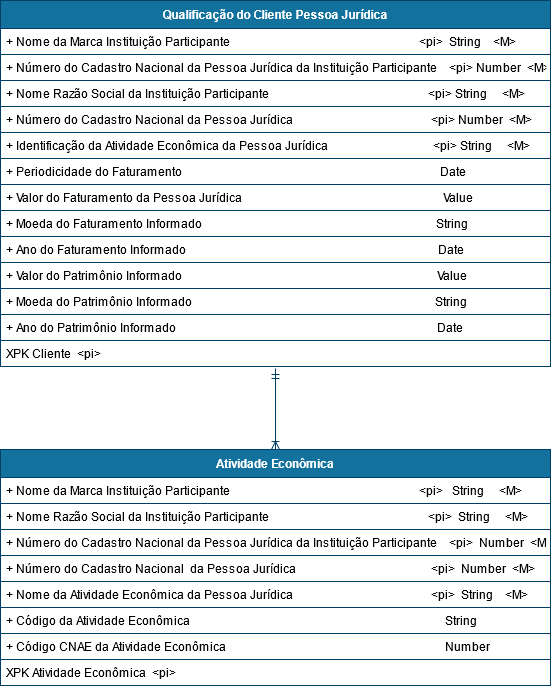 Qualificação do Cliente Pessoa Jurídica
+ Nome da Marca Instituição Participante <pi> String <M>
+ Número do Cadastro Nacional da Pessoa Jurídica da Instituição Participante <pi> Number <M>
+ Nome Razão Social da Instituição Participante <pi> String <M>
+ Número do Cadastro Nacional da Pessoa Jurídica <pi> Number <M>
+ Identificação da Atividade Econômica da Pessoa Jurídica <pi> String <M>
+ Periodicidade do Faturamento Date
+ Valor do Faturamento da Pessoa Jurídica Value
+ Moeda do Faturamento Informado String
+ Ano do Faturamento Informado Date
+ Valor do Patrimônio Informado Value
+ Moeda do Patrimônio Informado String
+ Ano do Patrimônio Informado Date
XPK Cliente <pi>
Atividade Econômica
+ Nome da Marca Instituição Participante <pi> String <M>
+ Nome Razão Social da Instituição Participante <pi> String <M>
+ Número do Cadastro Nacional da Pessoa Jurídica da Instituição Participante <pi> Number <M
+ Número do Cadastro Nacional da Pessoa Jurídica <pi> Number <M>
+ Nome da Atividade Econômica da Pessoa Jurídica <pi> String <M>
+ Código da Atividade Econômica String
+ Código CNAE da Atividade Econômica Number
XPK Atividade Econômica <pi>